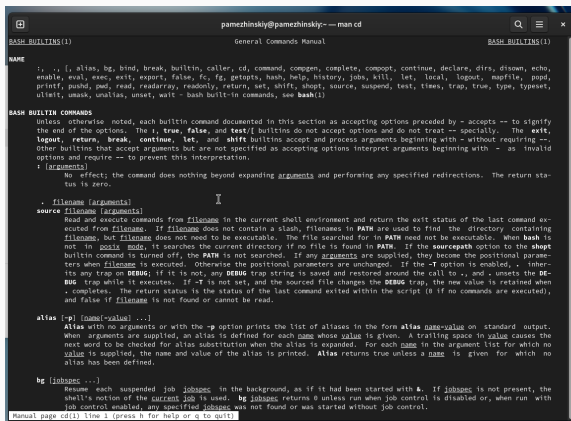 pamezhinskiy@pamezhinskiy:~ — man cd
BASH_BUILTINS(1) General Commands Manual BASH_BUILTINS(1)
NAME
:, ., [, alias, bg, bind, break, builtin, caller, cd, command, compgen, complete, compopt, continue, declare, dirs, disown, echo,
enable, eval, exec, exit, export, false, fc, fg, getopts, hash, help, history, jobs, kill, let, local, logout, mapfile, popd,
printf, pushd, pwd, read, readarray, readonly, return, set, shift, shopt, source, suspend, test, times, trap, true, type, typeset,
ulimit, umask, unalias, unset, wait - bash built-in commands, see bash(1)
BASH BUILTIN COMMANDS
Unless otherwise noted, each builtin command documented in this section as accepting options preceded by - accepts -- to signify
the end of the options. The :, true, false, and test/[ builtins do not accept options and do not treat -- specially. The exit,
logout, return, break, continue, let, and shift builtins accept and process arguments beginning with - without requiring --.
Other builtins that accept arguments but are not specified as accepting options interpret arguments beginning with - as invalid
options and require -- to prevent this interpretation.
: [arguments]
No effect; the command does nothing beyond expanding arguments and performing any specified redirections. The return sta‐
tus is zero.
. filename [arguments]
source filename [arguments]
Read and execute commands from filename in the current shell environment and return the exit status of the last command ex‐
ecuted from filename. If filename does not contain a slash, filenames in PATH are used to find the directory containing
filename, but filename does not need to be executable. The file searched for in PATH need not be executable. When bash is
not in posix mode, it searches the current directory if no file is found in PATH. If the sourcepath option to the shopt
builtin command is turned off, the PATH is not searched. If any arguments are supplied, they become the positional parame‐
ters when filename is executed. Otherwise the positional parameters are unchanged. If the -T option is enabled, . inher‐
its any trap on DEBUG; if it is not, any DEBUG trap string is saved and restored around the call to ., and . unsets the DE‐
BUG trap while it executes. If -T is not set, and the sourced file changes the DEBUG trap, the new value is retained when
. completes. The return status is the status of the last command exited within the script (0 if no commands are executed),
and false if filename is not found or cannot be read.
alias [-p] [name[=value] ...]
Alias with no arguments or with the -p option prints the list of aliases in the form alias name=value on standard output.
When arguments are supplied, an alias is defined for each name whose value is given. A trailing space in value causes the
next word to be checked for alias substitution when the alias is expanded. For each name in the argument list for which no
value is supplied, the name and value of the alias is printed. Alias returns true unless a name is given for which no
alias has been defined.
bg [jobspec ...]
Resume each suspended job jobspec in the background, as if it had been started with &. If jobspec is not present, the
shell's notion of the current job is used. bg jobspec returns 0 unless run when job control is disabled or, when run with
job control enabled, any specified jobspec was not found or was started without job control.
Manual page cd(1) line 1 (press h for help or q to quit)